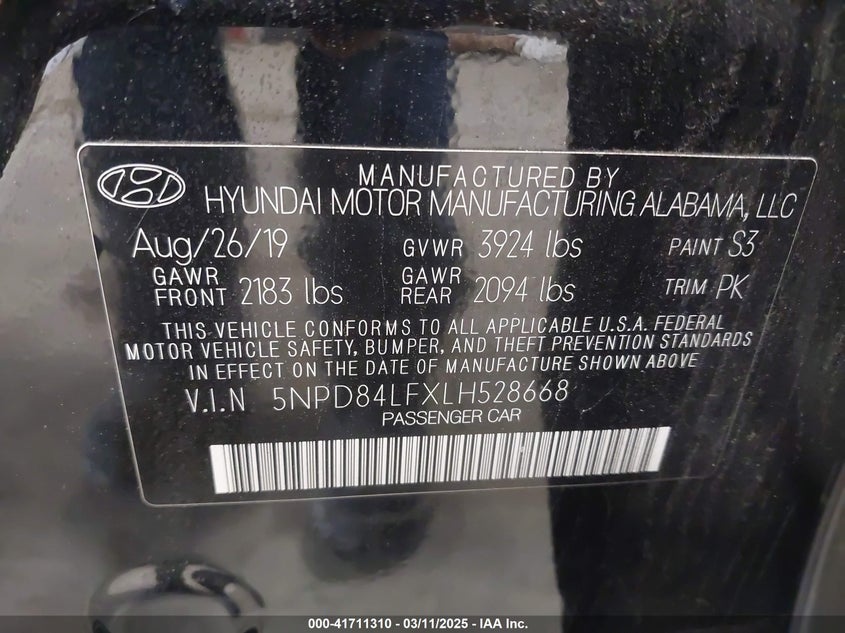 MANUFACTURED BY
HYUNDAI MOTOR MANUFACTURING ALABAMA, LLC
Aug/26/19 GVWR 3924 lbs PAINT S3
GAWR FRONT 2183 lbs GAWR REAR 2094 lbs TRIM PK
THIS VEHICLE CONFORMS TO ALL APPLICABLE U.S.A. FEDERAL
MOTOR VEHICLE SAFETY, BUMPER, AND THEFT PREVENTION STANDARDS
IN EFFECT ON THE DATE OF MANUFACTURE SHOWN ABOVE
V.I.N 5NPD84LFXLH528668
PASSENGER CAR
000-41711310 - 03/11/2025 - IAA Inc.